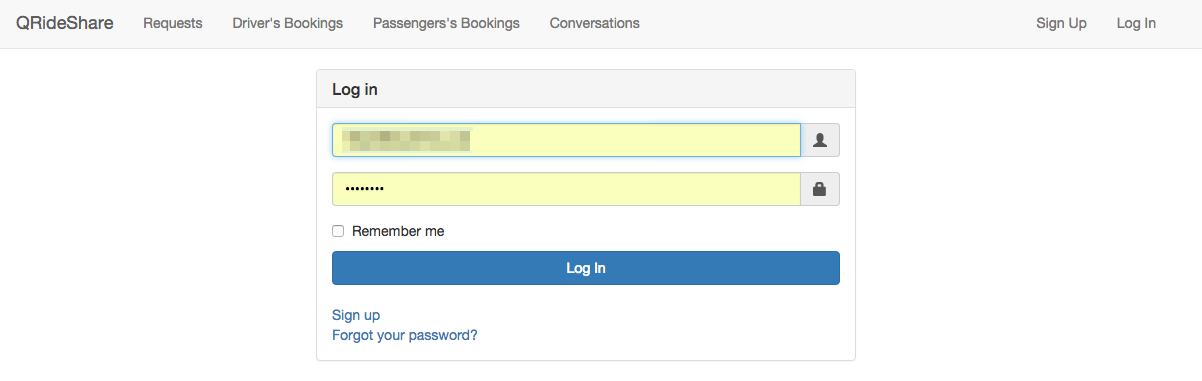 QRideShare Requests Driver's Bookings Passengers's Bookings Conversations Sign Up Log In
Log in
••••••••
Remember me
Log In
Sign up
Forgot your password?